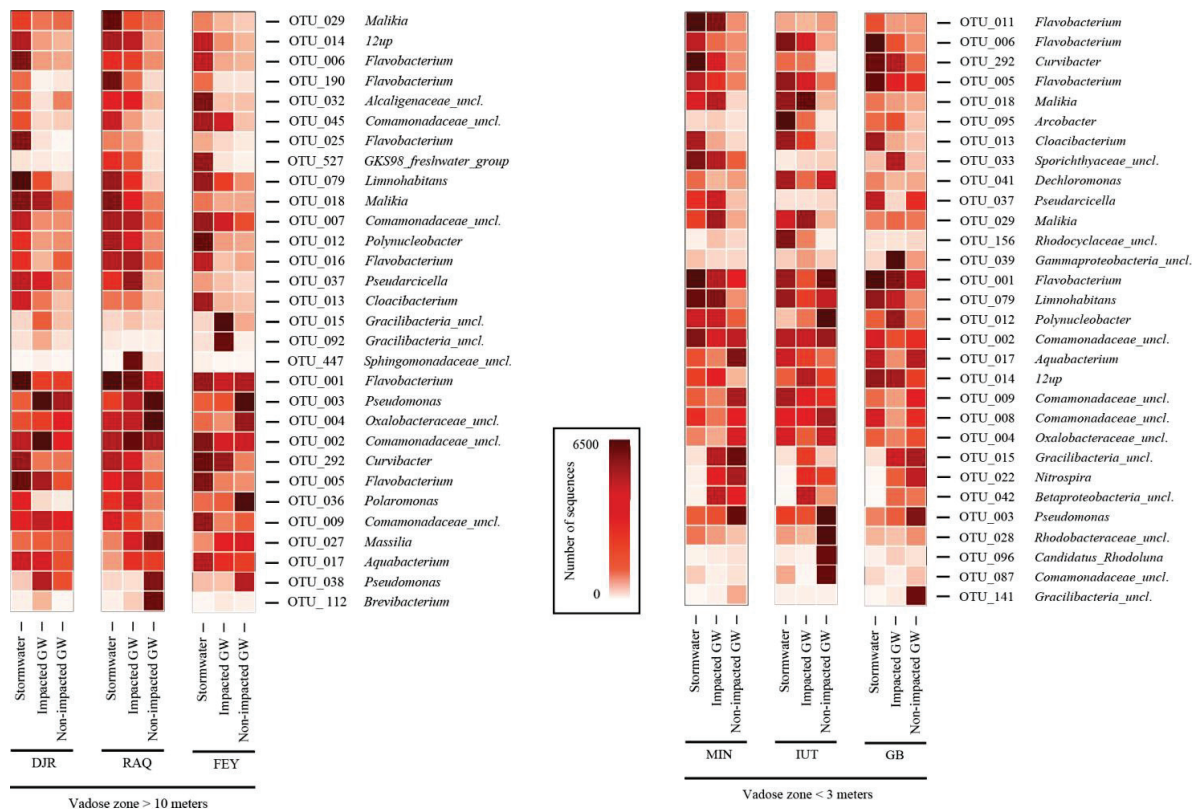 OTU_029 Malikia
OTU_014 12up
OTU_006 Flavobacterium
OTU_190 Flavobacterium
OTU_032 Alcaligenaceae_uncl.
OTU_045 Comamonadaceae_uncl.
OTU_025 Flavobacterium
OTU_527 GKS98_freshwater_group
OTU_079 Limnohabitans
OTU_018 Malikia
OTU_007 Comamonadaceae_uncl.
OTU_012 Polynucleobacter
OTU_016 Flavobacterium
OTU_037 Pseudarcicella
OTU_013 Cloacibacterium
OTU_015 Gracilibacteria_uncl.
OTU_092 Gracilibacteria_uncl.
OTU_447 Sphingomonadaceae_uncl.
OTU_001 Flavobacterium
OTU_003 Pseudomonas
OTU_004 Oxalobacteraceae_uncl.
OTU_002 Comamonadaceae_uncl.
OTU_292 Curvibacter
OTU_005 Flavobacterium
OTU_036 Polaromonas
OTU_009 Comamonadaceae_uncl.
OTU_027 Massilia
OTU_017 Aquabacterium
OTU_038 Pseudomonas
OTU_112 Brevibacterium
Stormwater
Impacted GW
Non-impacted GW
Stormwater
Impacted GW
Non-impacted GW
Stormwater
Impacted GW
Non-impacted GW
DJR RAQ FEY
Vadose zone > 10 meters
6500
Number of sequences
0
OTU_011 Flavobacterium
OTU_006 Flavobacterium
OTU_292 Curvibacter
OTU_005 Flavobacterium
OTU_018 Malikia
OTU_095 Arcobacter
OTU_013 Cloacibacterium
OTU_033 Sporichthyaceae_uncl.
OTU_041 Dechloromonas
OTU_037 Pseudarcicella
OTU_029 Malikia
OTU_156 Rhodocyclaceae_uncl.
OTU_039 Gammaproteobacteria_uncl.
OTU_001 Flavobacterium
OTU_079 Limnohabitans
OTU_012 Polynucleobacter
OTU_002 Comamonadaceae_uncl.
OTU_017 Aquabacterium
OTU_014 12up
OTU_009 Comamonadaceae_uncl.
OTU_008 Comamonadaceae_uncl.
OTU_004 Oxalobacteraceae_uncl.
OTU_015 Gracilibacteria_uncl.
OTU_022 Nitrospira
OTU_042 Betaproteobacteria_uncl.
OTU_003 Pseudomonas
OTU_028 Rhodobacteraceae_uncl.
OTU_096 Candidatus_Rhodoluna
OTU_087 Comamonadaceae_uncl.
OTU_141 Gracilibacteria_uncl.
Stormwater
Impacted GW
Non-impacted GW
Stormwater
Impacted GW
Non-impacted GW
Stormwater
Impacted GW
Non-impacted GW
MIN IUT GB
Vadose zone < 3 meters